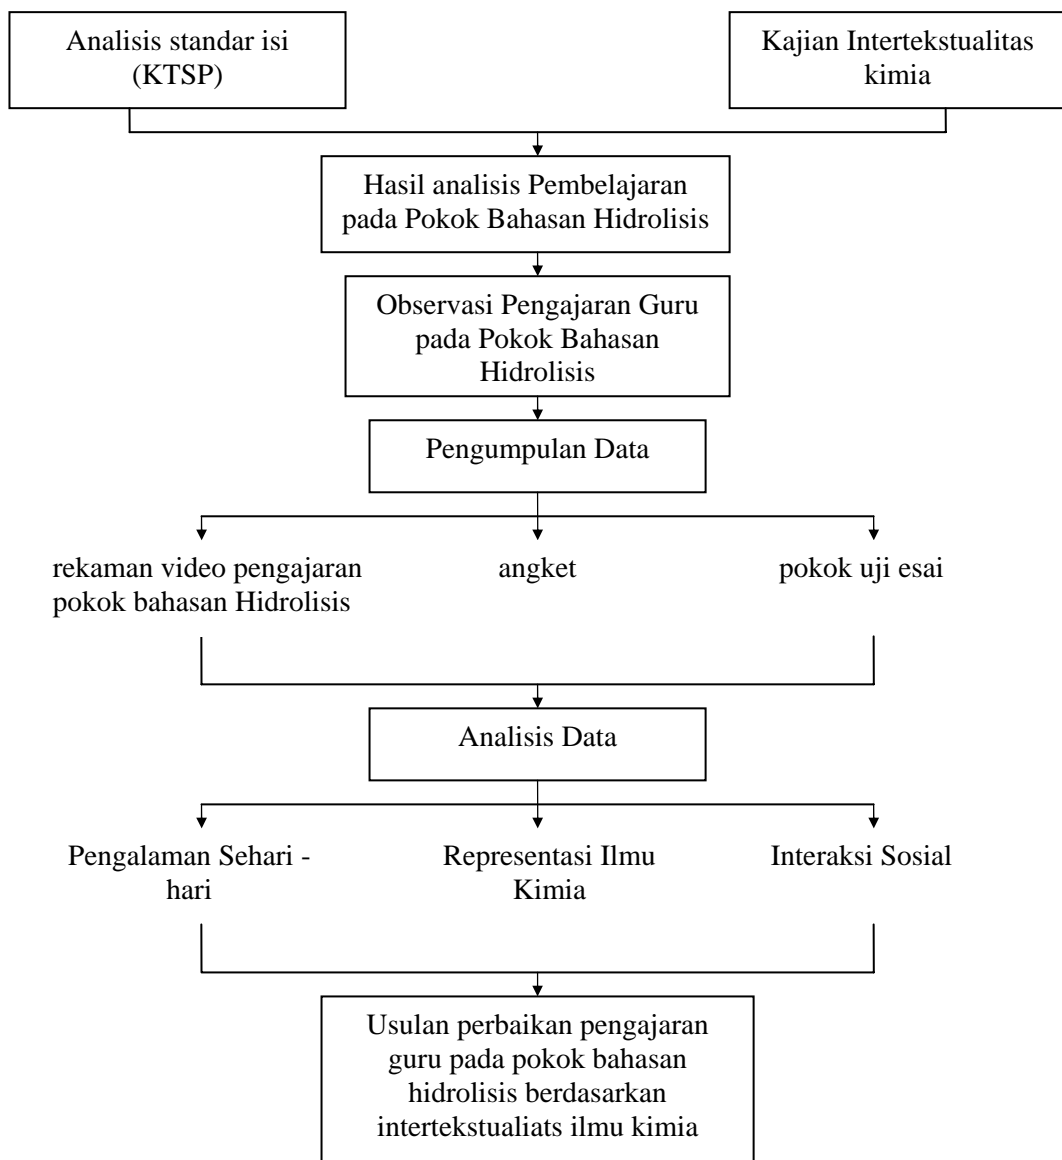 Analisis standar isi
(KTSP)
Kajian Intertekstualitas
kimia
Hasil analisis Pembelajaran
pada Pokok Bahasan Hidrolisis
Observasi Pengajaran Guru
pada Pokok Bahasan
Hidrolisis
Pengumpulan Data
rekaman video pengajaran
pokok bahasan Hidrolisis
angket
pokok uji esai
Analisis Data
Pengalaman Sehari -
hari
Representasi Ilmu
Kimia
Interaksi Sosial
Usulan perbaikan pengajaran
guru pada pokok bahasan
hidrolisis berdasarkan
intertekstualiats ilmu kimia